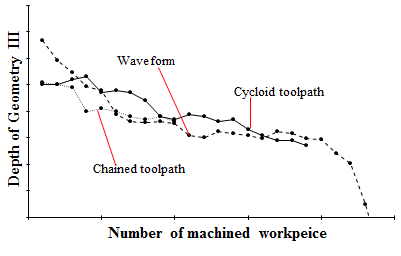 Depth of Geometry III
Wave form
Cycloid toolpath
Chained toolpath
Number of machined workpeice